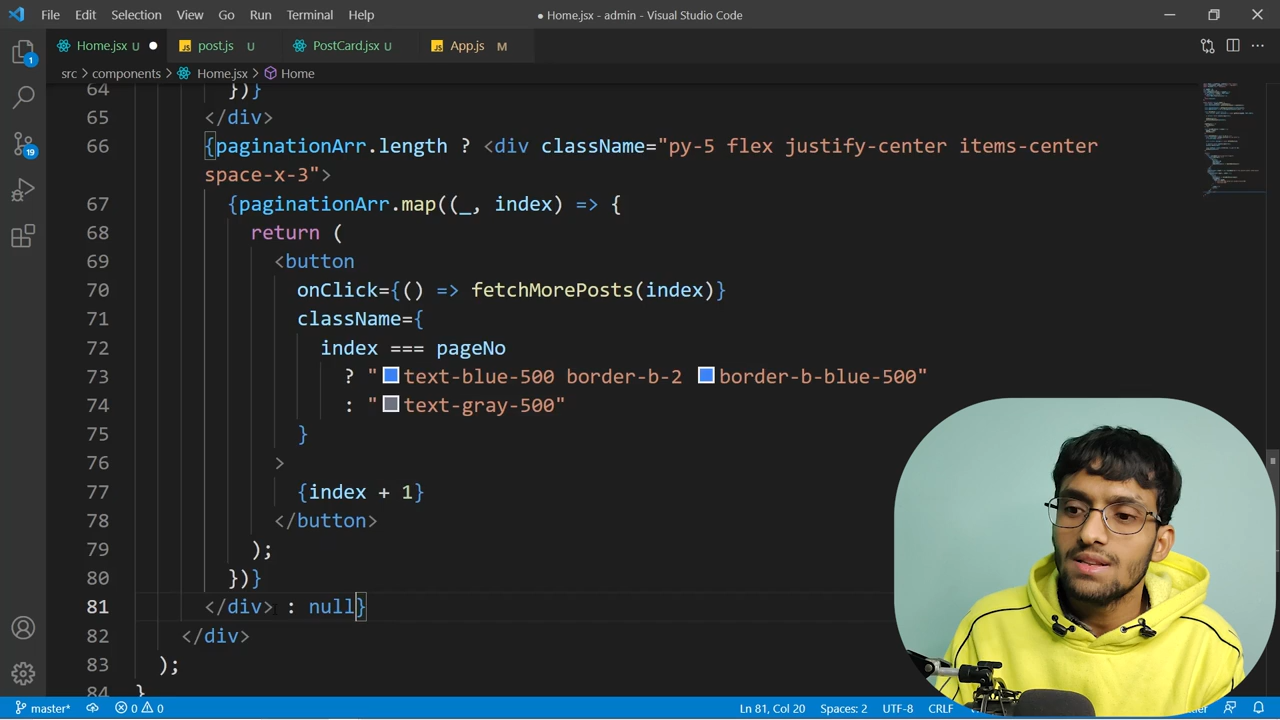 File Edit Selection View Go Run Terminal Help
● Home.jsx - admin - Visual Studio Code
Home.jsx U ● post.js U PostCard.jsx U App.js M
src > components > Home.jsx > Home
64 })}
65 </div>
66 {paginationArr.length ? <div className="py-5 flex justify-center items-center
space-x-3">
67 {paginationArr.map((_, index) => {
68 return (
69 <button
70 onClick={() => fetchMorePosts(index)}
71 className={
72 index === pageNo
73 ? "text-blue-500 border-b-2 border-b-blue-500"
74 : "text-gray-500"
75 }
76 >
77 {index + 1}
78 </button>
79 );
80 })}
81 </div> : null}
82 </div>
83 );
84 }
1
19
master* 0 0 Ln 81, Col 20 Spaces: 2 UTF-8 CRLF